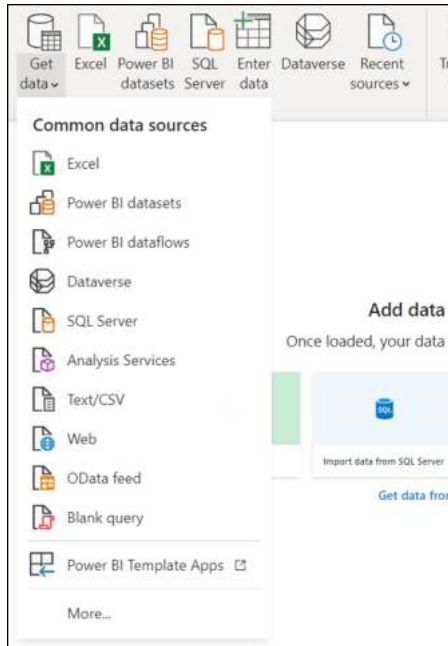 Get data
Excel
Power BI datasets
SQL Server
Enter data
Dataverse
Recent sources
Common data sources
Excel
Power BI datasets
Power BI dataflows
Dataverse
SQL Server
Analysis Services
Text/CSV
Web
OData feed
Blank query
Power BI Template Apps
More...
Add data
Once loaded, your data
SQL
Import data from SQL Server
Get data